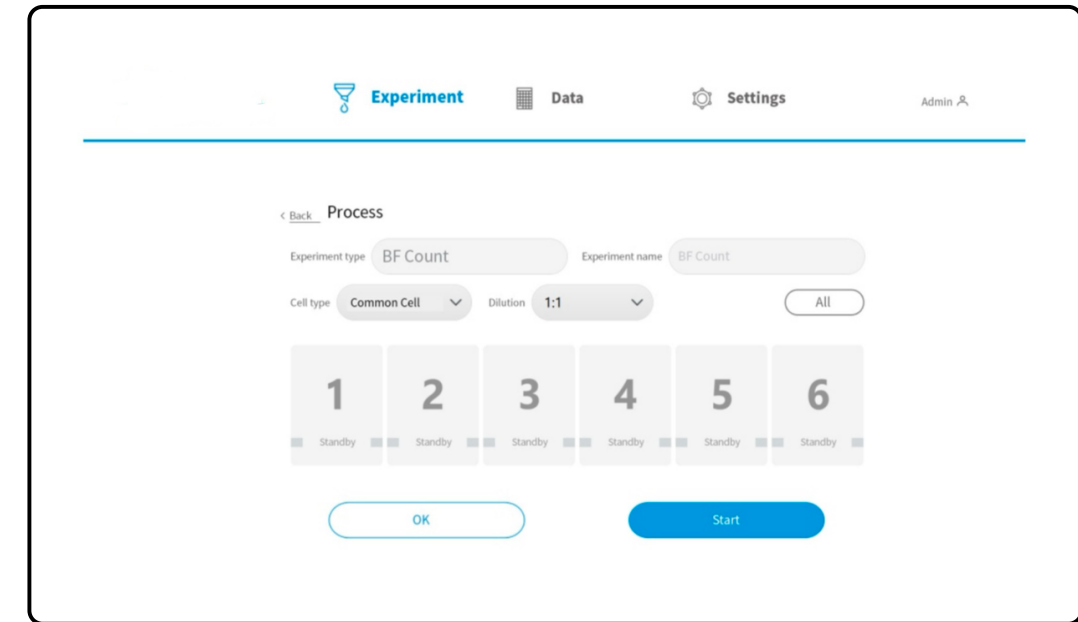 Experiment Data Settings Admin
Back Process
Experiment type BF Count Experiment name BF Count
Cell type Common Cell Dilution 1:1 All
1 2 3 4 5 6
Standby Standby Standby Standby Standby Standby
OK Start